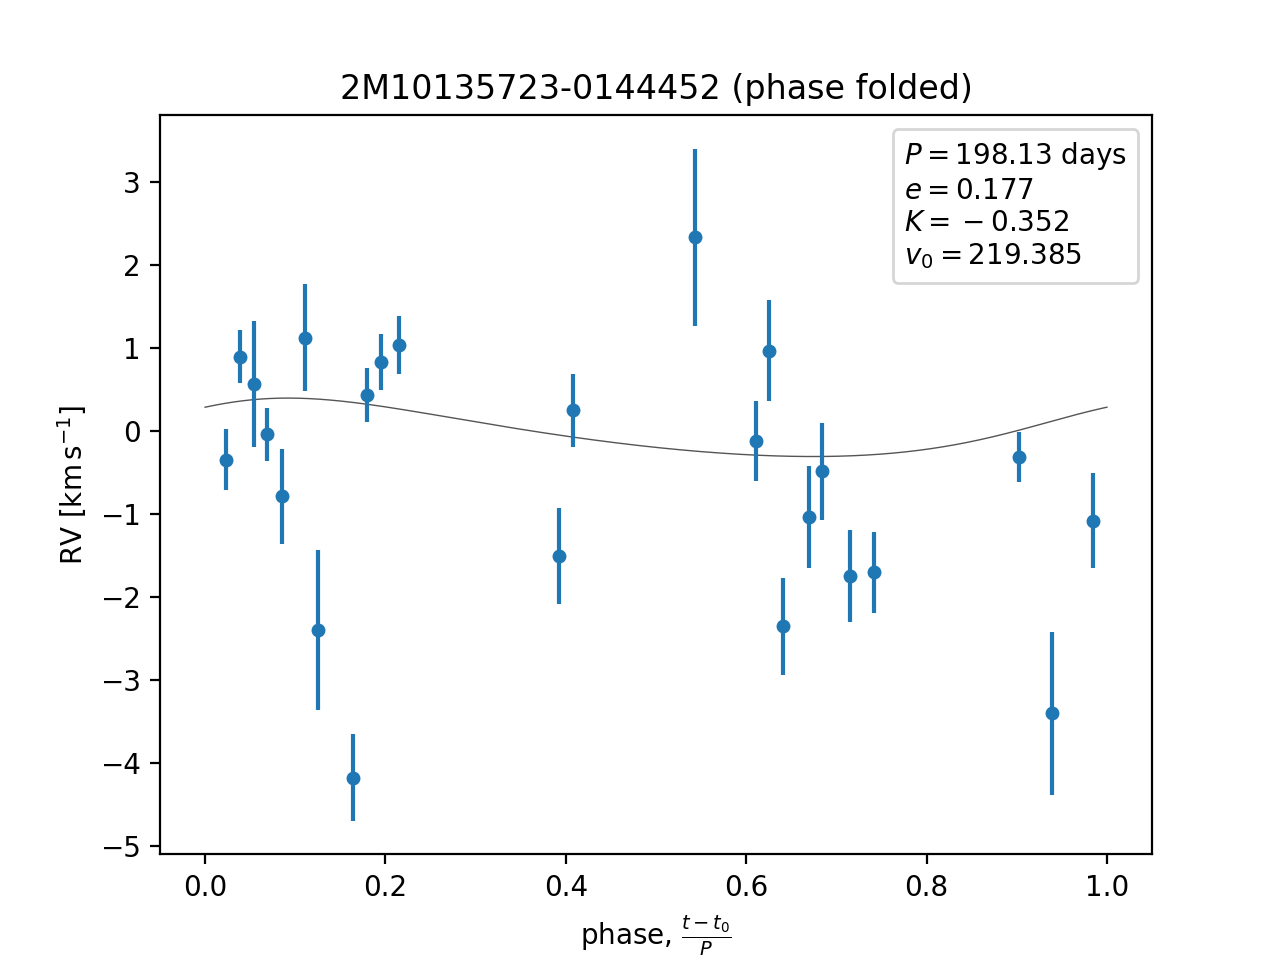 2M10135723-0144452 (phase folded)
P = 198.13 days
e = 0.177
K = −0.352
v₀ = 219.385
3
2
1
0
−1
−2
−3
−4
−5
RV [km s⁻¹]
0.0 0.2 0.4 0.6 0.8 1.0
phase, (t − t₀)/P